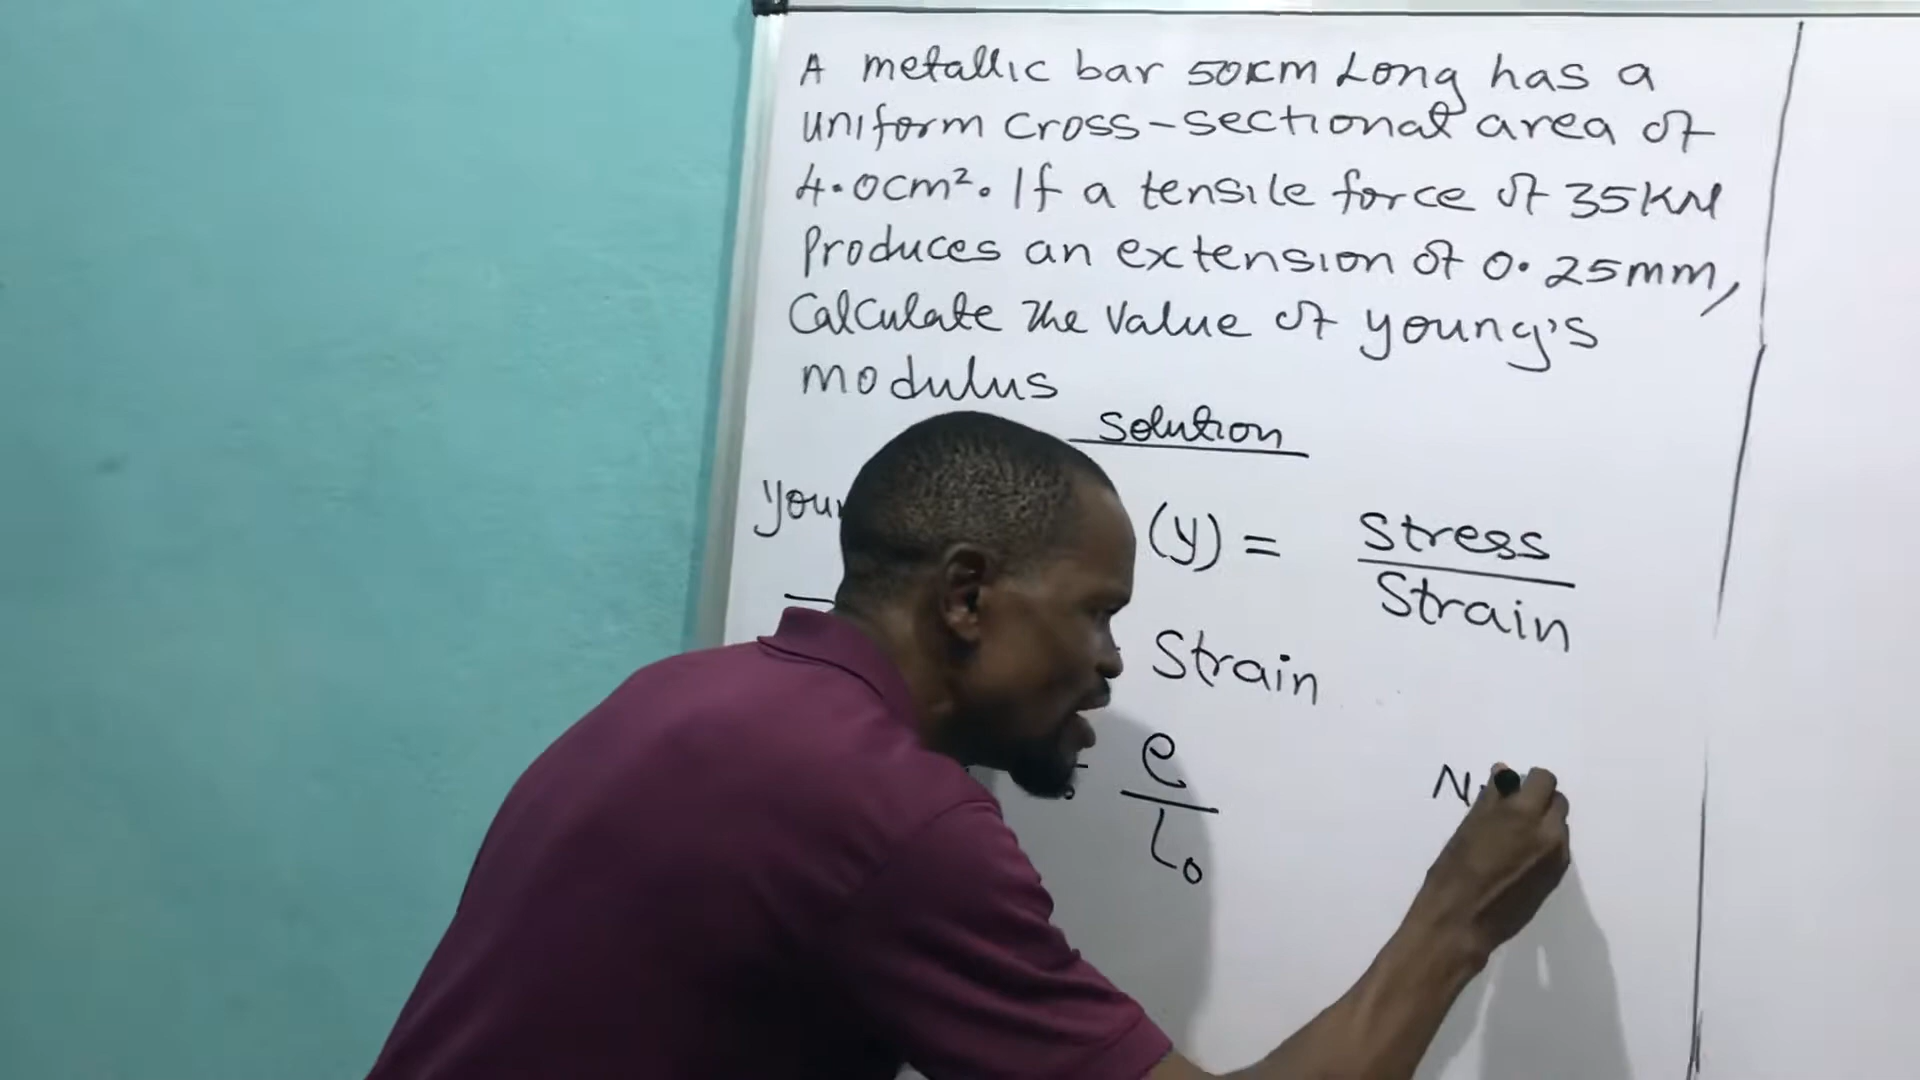 A metallic bar 50cm Long has a
uniform cross-sectional area of
4.0cm². If a tensile force of 35KN
produces an extension of 0.25mm,
Calculate the value of young's
modulus
Solution
(y) = Stress
Strain
Strain
e
L₀